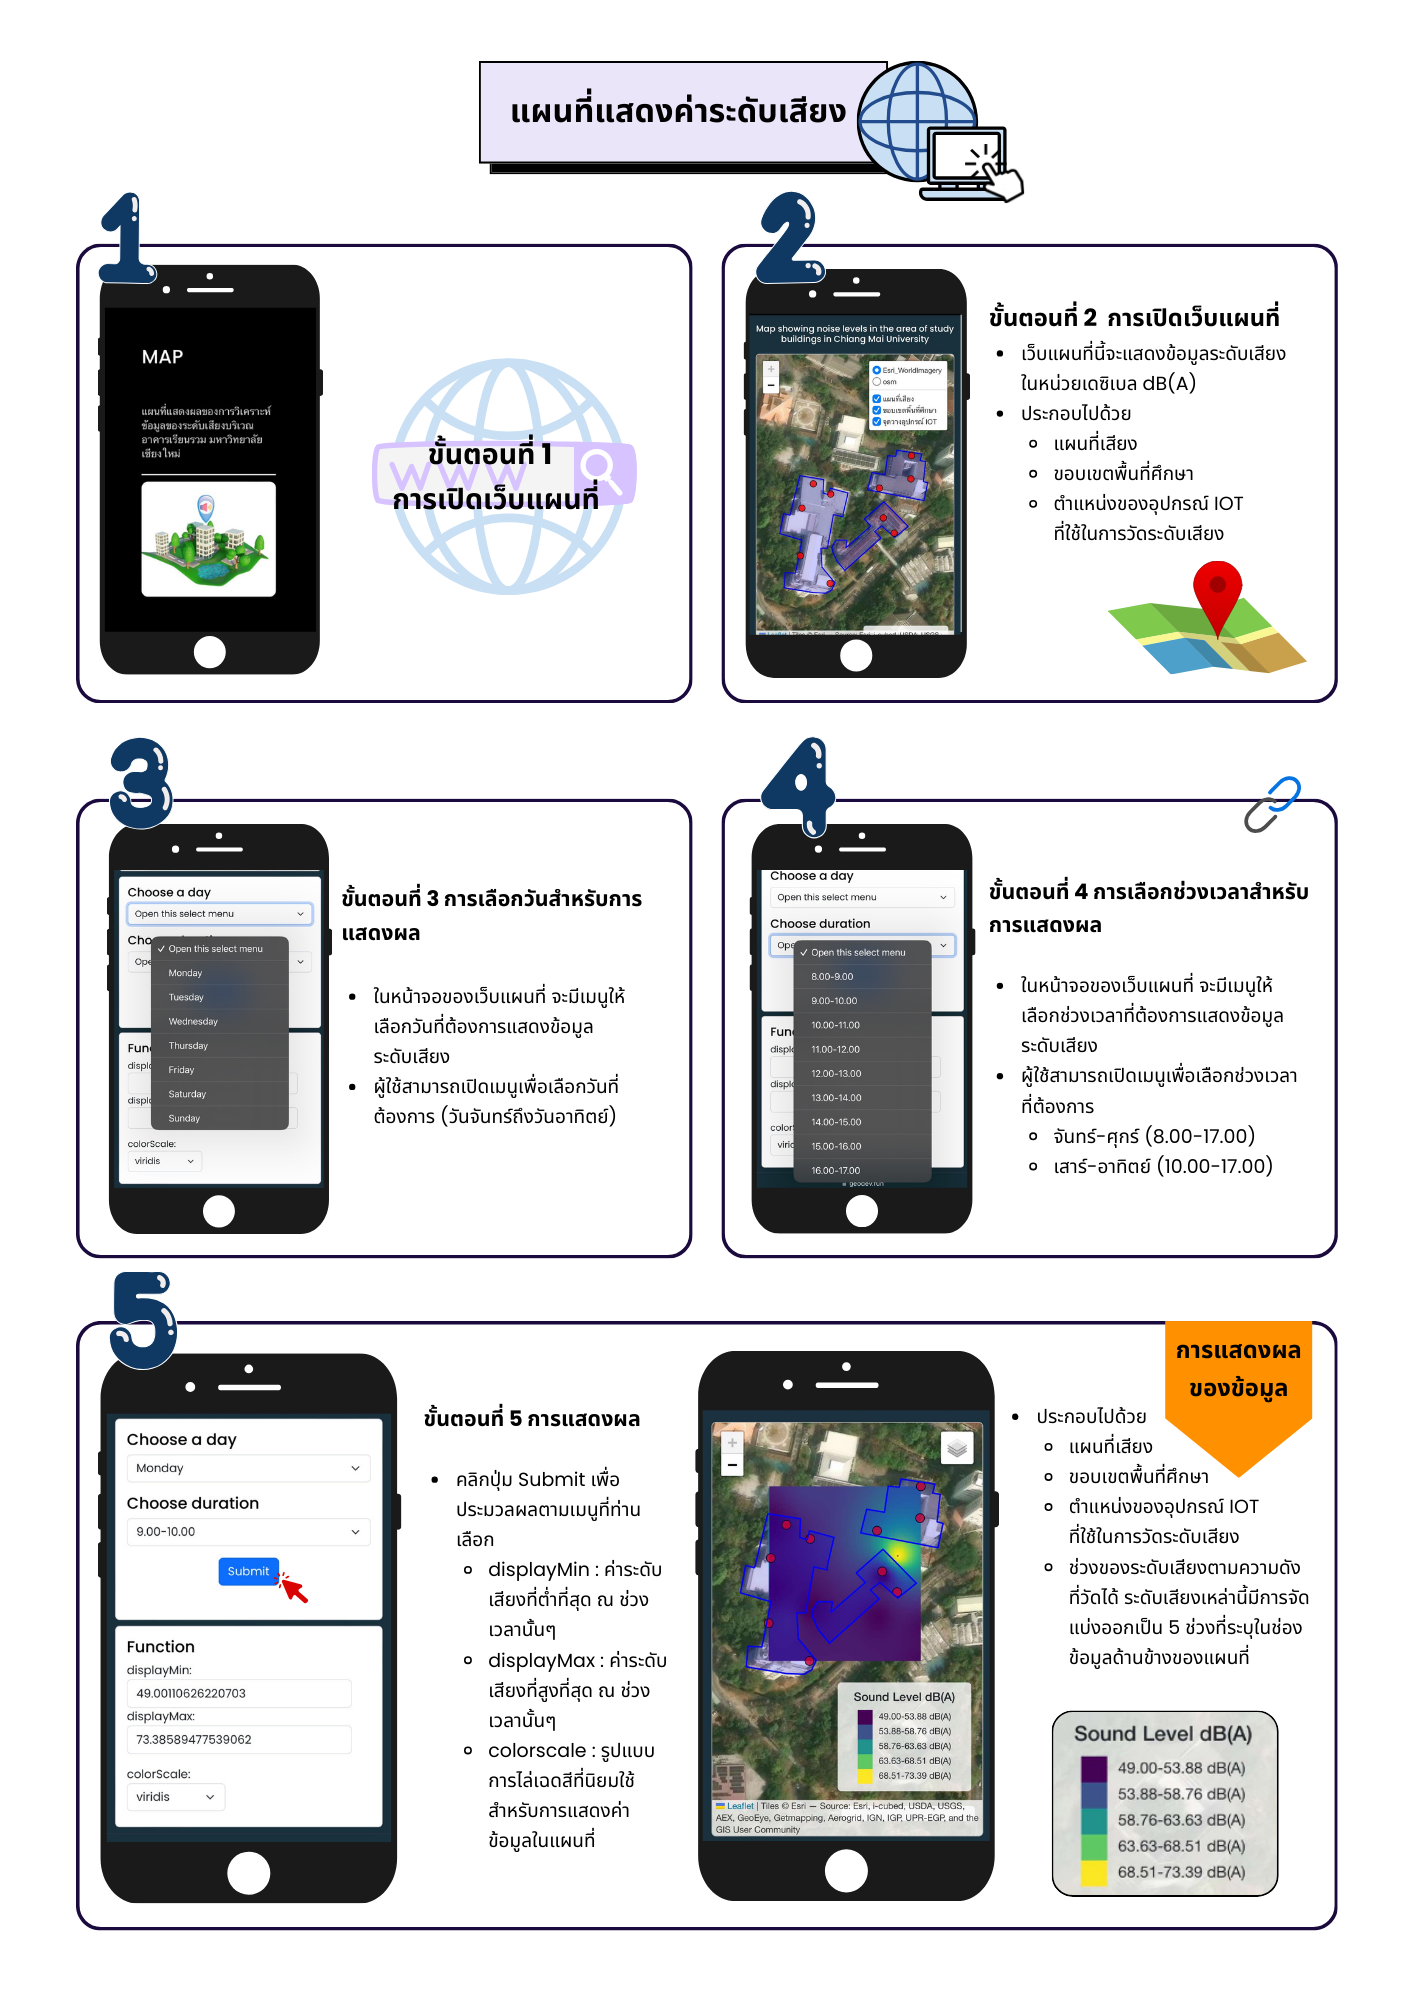 แผนที่แสดงค่าระดับเสียง
1
MAP
แผนที่แสดงผลของการวิเคราะห์
ข้อมูลของระดับเสียงบริเวณ
อาคารเรียนรวม มหาวิทยาลัย
เชียงใหม่
WWW
ขั้นตอนที่ 1
การเปิดเว็บแผนที่
2
Map showing noise levels in the area of study
buildings in Chiang Mai University
+
−
Esri_WorldImagery
osm
แผนที่เสียง
ขอบเขตพื้นที่ศึกษา
จุดวางอุปกรณ์ IOT
Leaflet | Tiles © Esri — Source: Esri, i-cubed, USDA, USGS,
ขั้นตอนที่ 2 การเปิดเว็บแผนที่
• เว็บแผนที่นี้จะแสดงข้อมูลระดับเสียง
ในหน่วยเดซิเบล dB(A)
• ประกอบไปด้วย
แผนที่เสียง
ขอบเขตพื้นที่ศึกษา
ตำแหน่งของอุปกรณ์ IOT
ที่ใช้ในการวัดระดับเสียง
3
Choose a day
Open this select menu
Cho
Ope
✓ Open this select menu
Monday
Tuesday
Wednesday
Thursday
Friday
Saturday
Sunday
Fun
displ
displ
colorScale:
viridis
ขั้นตอนที่ 3 การเลือกวันสำหรับการ
แสดงผล
• ในหน้าจอของเว็บแผนที่ จะมีเมนูให้
เลือกวันที่ต้องการแสดงข้อมูล
ระดับเสียง
• ผู้ใช้สามารถเปิดเมนูเพื่อเลือกวันที่
ต้องการ (วันจันทร์ถึงวันอาทิตย์)
4
Choose a day
Open this select menu
Choose duration
Ope
✓ Open this select menu
8.00-9.00
9.00-10.00
10.00-11.00
11.00-12.00
12.00-13.00
13.00-14.00
14.00-15.00
15.00-16.00
16.00-17.00
Fun
displ
displ
color
virid
geodev.fun
ขั้นตอนที่ 4 การเลือกช่วงเวลาสำหรับ
การแสดงผล
• ในหน้าจอของเว็บแผนที่ จะมีเมนูให้
เลือกช่วงเวลาที่ต้องการแสดงข้อมูล
ระดับเสียง
• ผู้ใช้สามารถเปิดเมนูเพื่อเลือกช่วงเวลา
ที่ต้องการ
จันทร์-ศุกร์ (8.00-17.00)
เสาร์-อาทิตย์ (10.00-17.00)
5
Choose a day
Monday
Choose duration
9.00-10.00
Submit
Function
displayMin:
49.00110626220703
displayMax:
73.38589477539062
colorScale:
viridis
ขั้นตอนที่ 5 การแสดงผล
• คลิกปุ่ม Submit เพื่อ
ประมวลผลตามเมนูที่ท่าน
เลือก
displayMin : ค่าระดับ
เสียงที่ต่ำที่สุด ณ ช่วง
เวลานั้นๆ
displayMax : ค่าระดับ
เสียงที่สูงที่สุด ณ ช่วง
เวลานั้นๆ
colorscale : รูปแบบ
การไล่เฉดสีที่นิยมใช้
สำหรับการแสดงค่า
ข้อมูลในแผนที่
+
−
Sound Level dB(A)
49.00-53.88 dB(A)
53.88-58.76 dB(A)
58.76-63.63 dB(A)
63.63-68.51 dB(A)
68.51-73.39 dB(A)
Leaflet | Tiles © Esri — Source: Esri, i-cubed, USDA, USGS,
AEX, GeoEye, Getmapping, Aerogrid, IGN, IGP, UPR-EGP, and the
GIS User Community
การแสดงผล
ของข้อมูล
• ประกอบไปด้วย
แผนที่เสียง
ขอบเขตพื้นที่ศึกษา
ตำแหน่งของอุปกรณ์ IOT
ที่ใช้ในการวัดระดับเสียง
ช่วงของระดับเสียงตามความดัง
ที่วัดได้ ระดับเสียงเหล่านี้มีการจัด
แบ่งออกเป็น 5 ช่วงที่ระบุในช่อง
ข้อมูลด้านข้างของแผนที่
Sound Level dB(A)
49.00-53.88 dB(A)
53.88-58.76 dB(A)
58.76-63.63 dB(A)
63.63-68.51 dB(A)
68.51-73.39 dB(A)